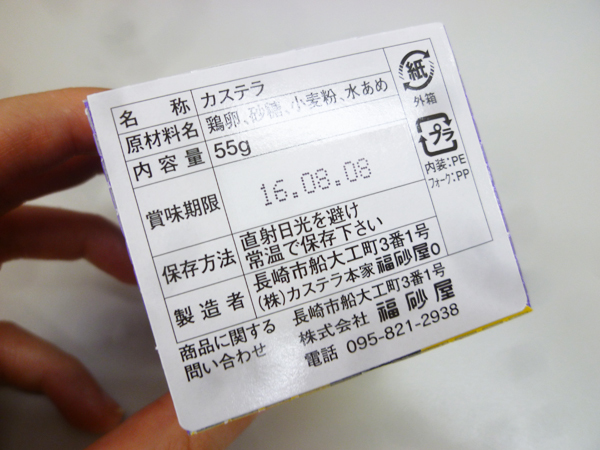 名称 カステラ
原材料名 鶏卵、砂糖、小麦粉、水あめ
内容量 55g
賞味期限 16.08.08
保存方法 直射日光を避け
常温で保存下さい
製造者 長崎市船大工町3番1号
(株)カステラ本家 福砂屋O
商品に関する
問い合わせ
長崎市船大工町3番1号
株式会社 福砂屋
電話 095-821-2938
紙
外箱
プラ
内装:PE
フォーク:PP